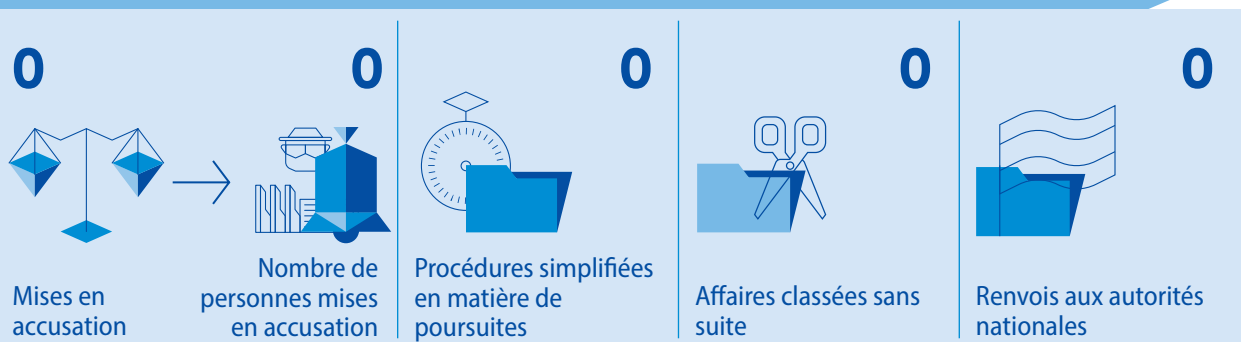 0
Mises en
accusation
0
Nombre de
personnes mises
en accusation
0
Procédures simplifiées
en matière de
poursuites
0
Affaires classées sans
suite
0
Renvois aux autorités
nationales